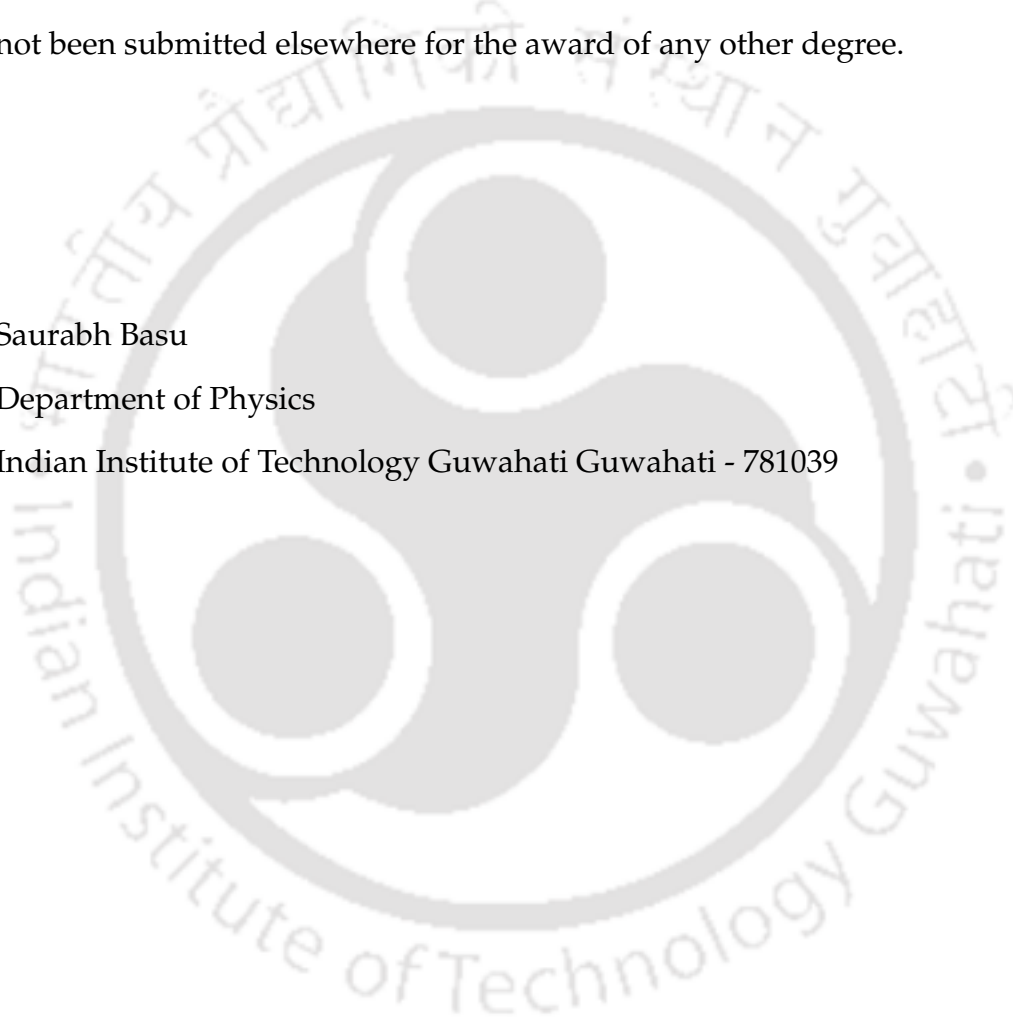 not been submitted elsewhere for the award of any other degree.
भारतीय प्रौद्योगिकी संस्थान गुवाहाटी
Saurabh Basu
Department of Physics
Indian Institute of Technology Guwahati Guwahati - 781039
Indian Institute of Technology Guwahati